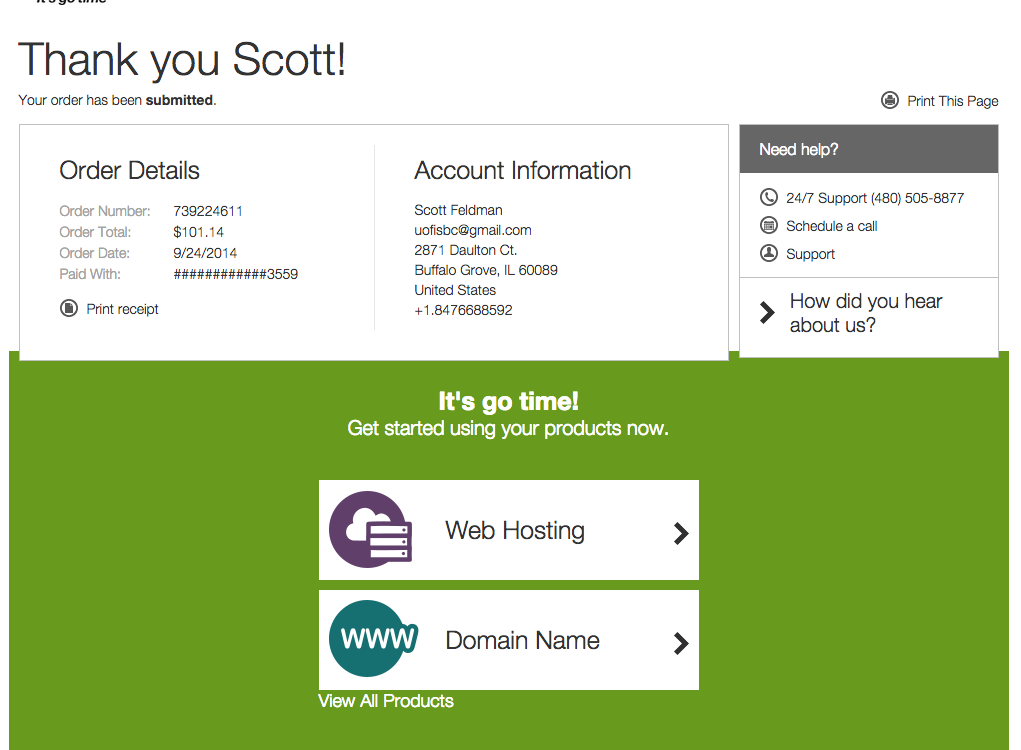 It's go time
Thank you Scott!
Your order has been submitted.
Print This Page
Order Details
Order Number: 739224611
Order Total: $101.14
Order Date: 9/24/2014
Paid With: ############3559
Print receipt
Account Information
Scott Feldman
uofisbc@gmail.com
2871 Daulton Ct.
Buffalo Grove, IL 60089
United States
+1.8476688592
Need help?
24/7 Support (480) 505-8877
Schedule a call
Support
How did you hear
about us?
It's go time!
Get started using your products now.
Web Hosting
www
Domain Name
View All Products